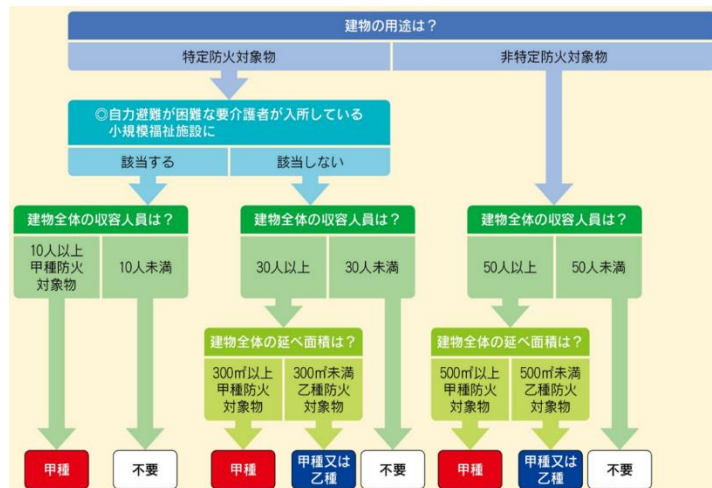 建物の用途は？
特定防火対象物
非特定防火対象物
◎自力避難が困難な要介護者が入所している
小規模福祉施設に
該当する
該当しない
建物全体の収容人員は？
建物全体の収容人員は？
建物全体の収容人員は？
10人以上
甲種防火
対象物
10人未満
30人以上
30人未満
50人以上
50人未満
建物全体の延べ面積は？
建物全体の延べ面積は？
300㎡以上
甲種防火
対象物
300㎡未満
乙種防火
対象物
500㎡以上
甲種防火
対象物
500㎡未満
乙種防火
対象物
甲種
不要
甲種
甲種又は
乙種
不要
甲種
甲種又は
乙種
不要